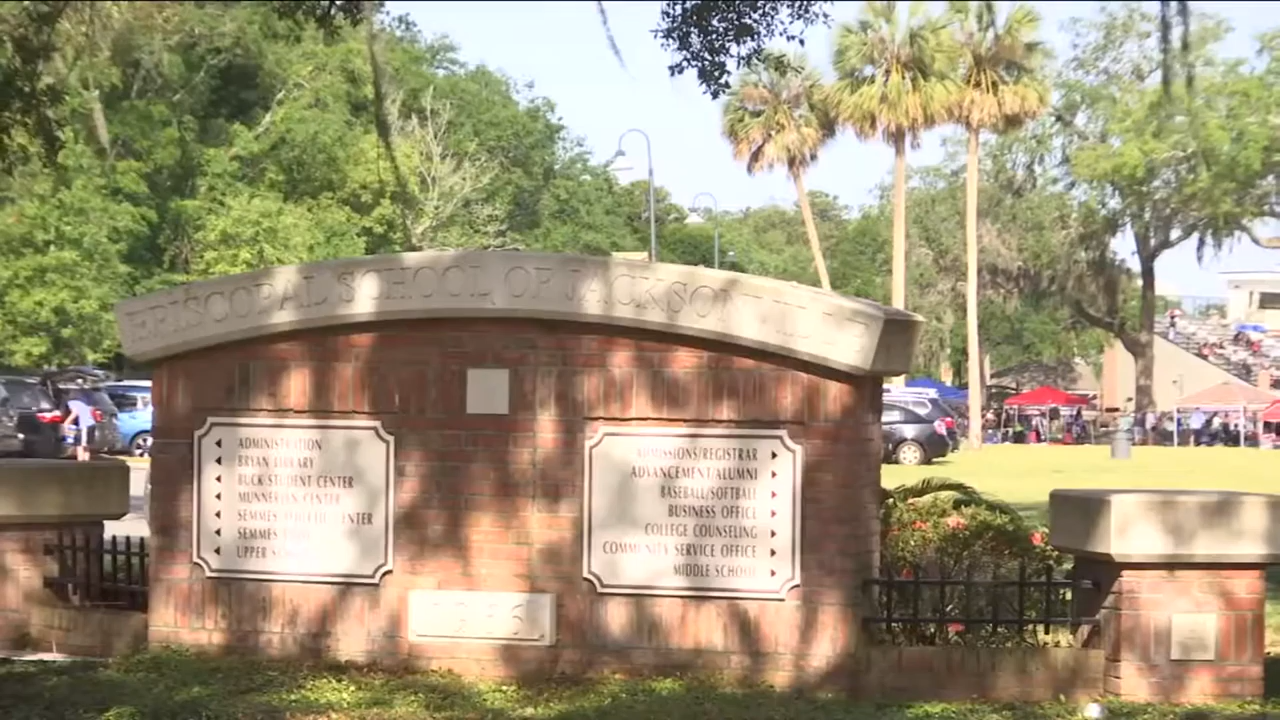 EPISCOPAL SCHOOL OF JACKSONVILLE
ADMINISTRATION
BRYAN LIBRARY
BUCK STUDENT CENTER
MUNNERLYN CENTER
SEMMES ATHLETIC CENTER
SEMMES
UPPER SCHOOL
ADMISSIONS/REGISTRAR
ADVANCEMENT/ALUMNI
BASEBALL/SOFTBALL
BUSINESS OFFICE
COLLEGE COUNSELING
COMMUNITY SERVICE OFFICE
MIDDLE SCHOOL